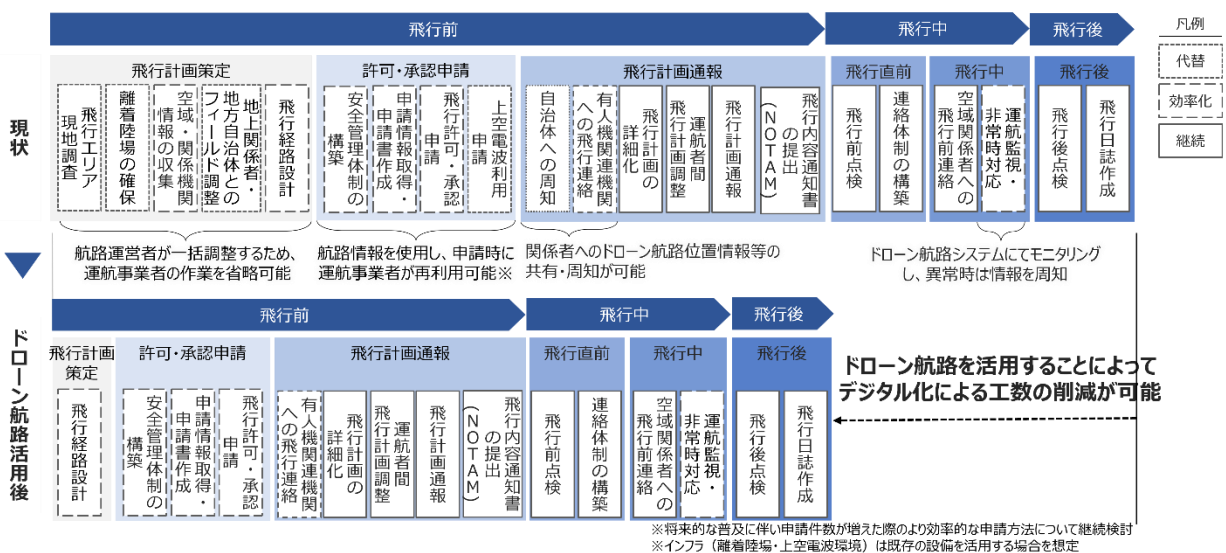 飛行前
飛行中
飛行後
凡例
代替
効率化
継続
現状
飛行計画策定
飛行エリア
現地調査
離着陸場の確保
空域・関係機関
情報の収集
地上関係者・
地方自治体との
フィールド調整
飛行経路設計
許可・承認申請
安全管理体制の
構築
申請情報取得・
申請書作成
飛行許可・承認
申請
上空電波利用
申請
飛行計画通報
自治体への周知
有人機関連機関
への飛行連絡
飛行計画の
詳細化
運航者間
飛行計画調整
飛行計画通報
飛行内容通知書
の提出
(NOTAM)
飛行直前
飛行前点検
連絡体制の構築
飛行中
空域関係者への
飛行前連絡
運航監視・
非常時対応
飛行後
飛行後点検
飛行日誌作成
航路運営者が一括調整するため、
運航事業者の作業を省略可能
航路情報を使用し、申請時に
運航事業者が再利用可能※
関係者へのドローン航路位置情報等の
共有・周知が可能
ドローン航路システムにてモニタリング
し、異常時は情報を周知
ドローン航路活用後
飛行前
飛行中
飛行後
飛行計画
策定
飛行経路設計
許可・承認申請
安全管理体制の
構築
申請情報取得・
申請書作成
飛行許可・承認
申請
飛行計画通報
有人機関連機関
への飛行連絡
飛行計画の
詳細化
運航者間
飛行計画調整
飛行計画通報
飛行内容通知書
の提出
(NOTAM)
飛行直前
飛行前点検
連絡体制の構築
飛行中
空域関係者への
飛行前連絡
運航監視・
非常時対応
飛行後
飛行後点検
飛行日誌作成
ドローン航路を活用することによって
デジタル化による工数の削減が可能
※将来的な普及に伴い申請件数が増えた際のより効率的な申請方法について継続検討
※インフラ（離着陸場・上空電波環境）は既存の設備を活用する場合を想定